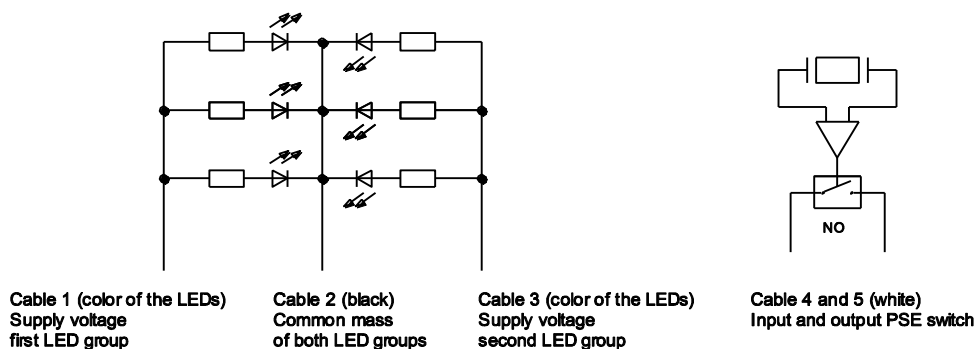 NO
Cable 1 (color of the LEDs)
Supply voltage
first LED group
Cable 2 (black)
Common mass
of both LED groups
Cable 3 (color of the LEDs)
Supply voltage
second LED group
Cable 4 and 5 (white)
Input and output PSE switch